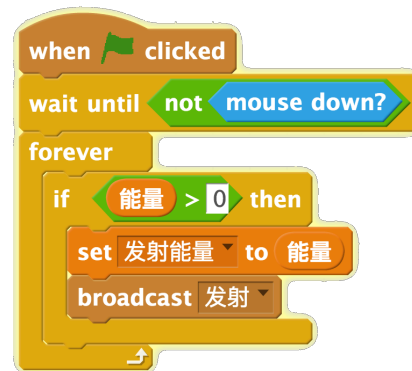 when clicked
wait until not mouse down?
forever
if 能量 > 0 then
set 发射能量 to 能量
broadcast 发射